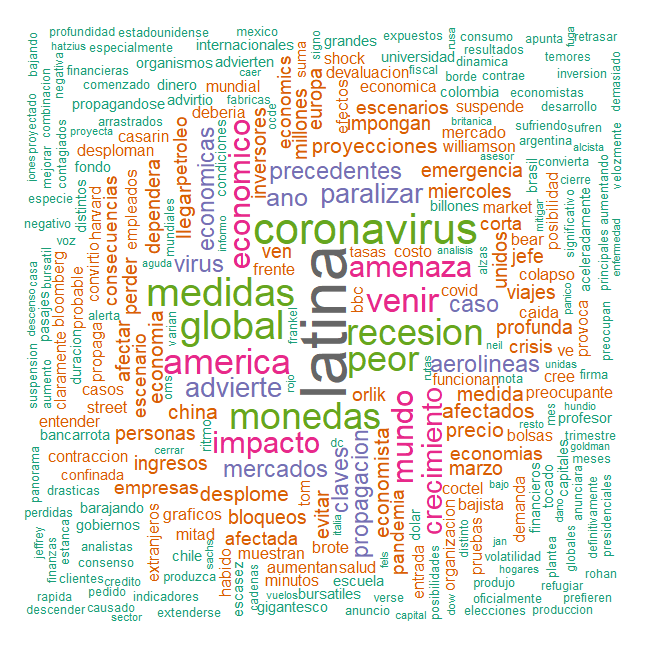 profundidad
estadounidense
mexico
expuestos
rusa
consumo
apunta
fuga
retrasar
bajando
hatzius
especialmente
internacionales
grandes
signo
universidad
resultados
temores
negativa
financieras
organismos
advierten
suma
shock
fiscal
dinamica
demasiado
combinacion
comenzado
dinero
mundial
caer
economics
europa
devaluacion
economica
borde
contrae
inversion
proyectado
propagandose
advirtio
fabricas
millones
efectos
escenarios
colombia
economistas
desarrollo
arrastrados
deberia
ocde
impongan
suspende
britanica
sufriendo
sufren
mejorar
contagiados
proyecta
casarin
petroleo
economicas
condiciones
economico
inversores
proyecciones
mercado
williamson
argentina
alcista
aumentando
velozmente
jones
desploman
llegar
ano
precedentes
emergencia
asesor
convierta
especie
fondo
consecuencias
dependera
paralizar
miercoles
brasil
cierre
distintos
harvard
empleados
informo
billones
market
mitigar
posibilidad
significativo
principales
enfermedad
negativo
voz
convirtio
perder
mundiales
coronavirus
corta
aceleradamente
casa
bursatil
bloomberg
probable
aguda
virus
ven
tasas
costo
analisis
unidos
bear
jefe
colapso
panico
descenso
pasajes
alerta
economia
frente
latina
amenaza
alzas
viajes
preocupan
claramente
duracion
propaga
afectar
escenario
medidas
bbc
venir
covid
caso
caida
provoca
suspension
aumento
varian
global
frankel
recesion
neil
profunda
crisis
ve
casos
oms
america
rojo
peor
rutas
aerolineas
unidas
cree
firma
street
advierte
funcionan
nota
medida
preocupante
entender
china
monedas
orlik
crecimiento
afectados
mes
hundio
profesor
bancarrota
personas
ritmo
impacto
dc
mundo
precio
bolsas
resto
trimestre
panorama
contraccion
cerrar
claves
propagacion
economista
economias
goldman
confinada
ingresos
mercados
marzo
financieros
tocado
capitales
meses
drasticas
empresas
desplome
tom
evitar
pandemia
coctel
bajo
demanda
dano
anunciara
presidenciales
perdidas
barajando
graficos
bloqueos
italia
dolar
organizacion
bajista
definitivamente
gobiernos
extranjeros
mitad
afectada
distinto
pruebas
jeffrey
estanca
analistas
chile
sachs
habido
muestran
brote
fels
entrada
jan
volatilidad
plantea
globales
finanzas
consenso
produzca
escasez
aumentan
salud
posibilidades
hogares
rohan
clientes
credito
indicadores
cadenas
minutos
escuela
produjo
oficialmente
refugiar
rapida
pedido
vuelos
bursatiles
verse
prefieren
descender
causado
sector
extenderse
gigantesco
anuncio
capital
dow
elecciones
produccion